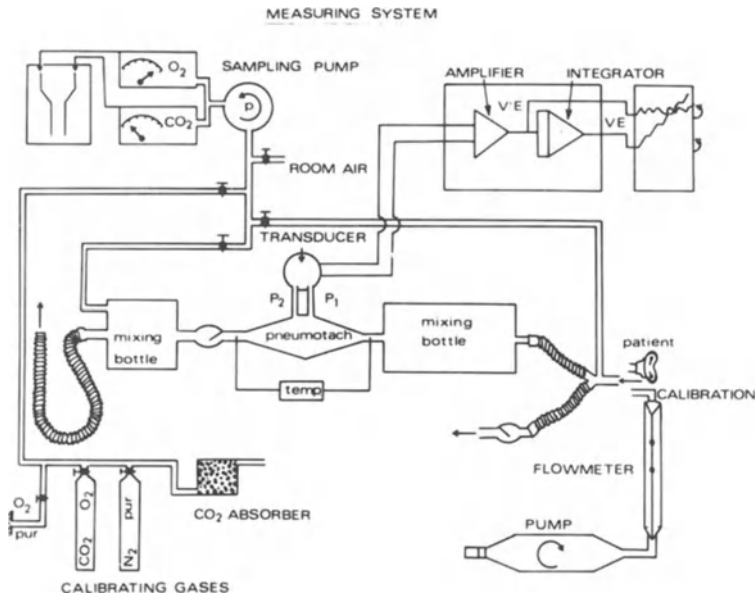 MEASURING SYSTEM
O₂
CO₂
SAMPLING PUMP
p
AMPLIFIER
INTEGRATOR
V'E
VE
ROOM AIR
TRANSDUCER
P₂
P₁
mixing
bottle
pneumotach
mixing
bottle
temp
patient
CALIBRATION
FLOWMETER
PUMP
CO₂ ABSORBER
O₂
pur
CO₂ O₂
N₂ pur
CALIBRATING GASES